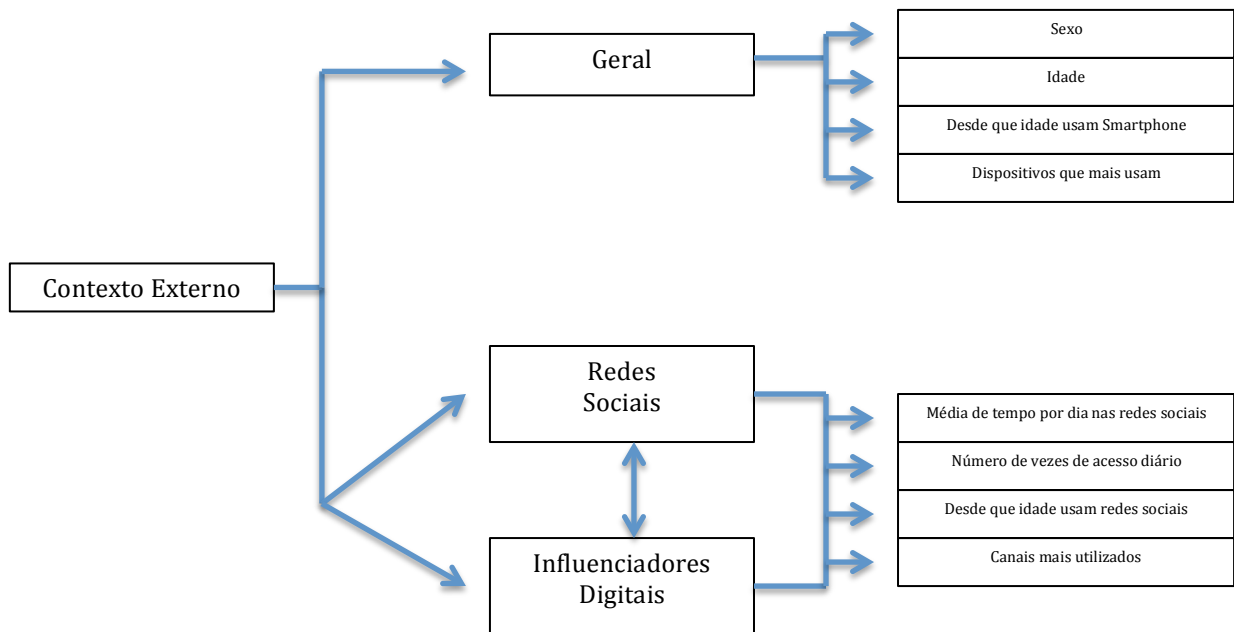 Contexto Externo
Geral
Sexo
Idade
Desde que idade usam Smartphone
Dispositivos que mais usam
Redes
Sociais
Influenciadores
Digitais
Média de tempo por dia nas redes sociais
Número de vezes de acesso diário
Desde que idade usam redes sociais
Canais mais utilizados